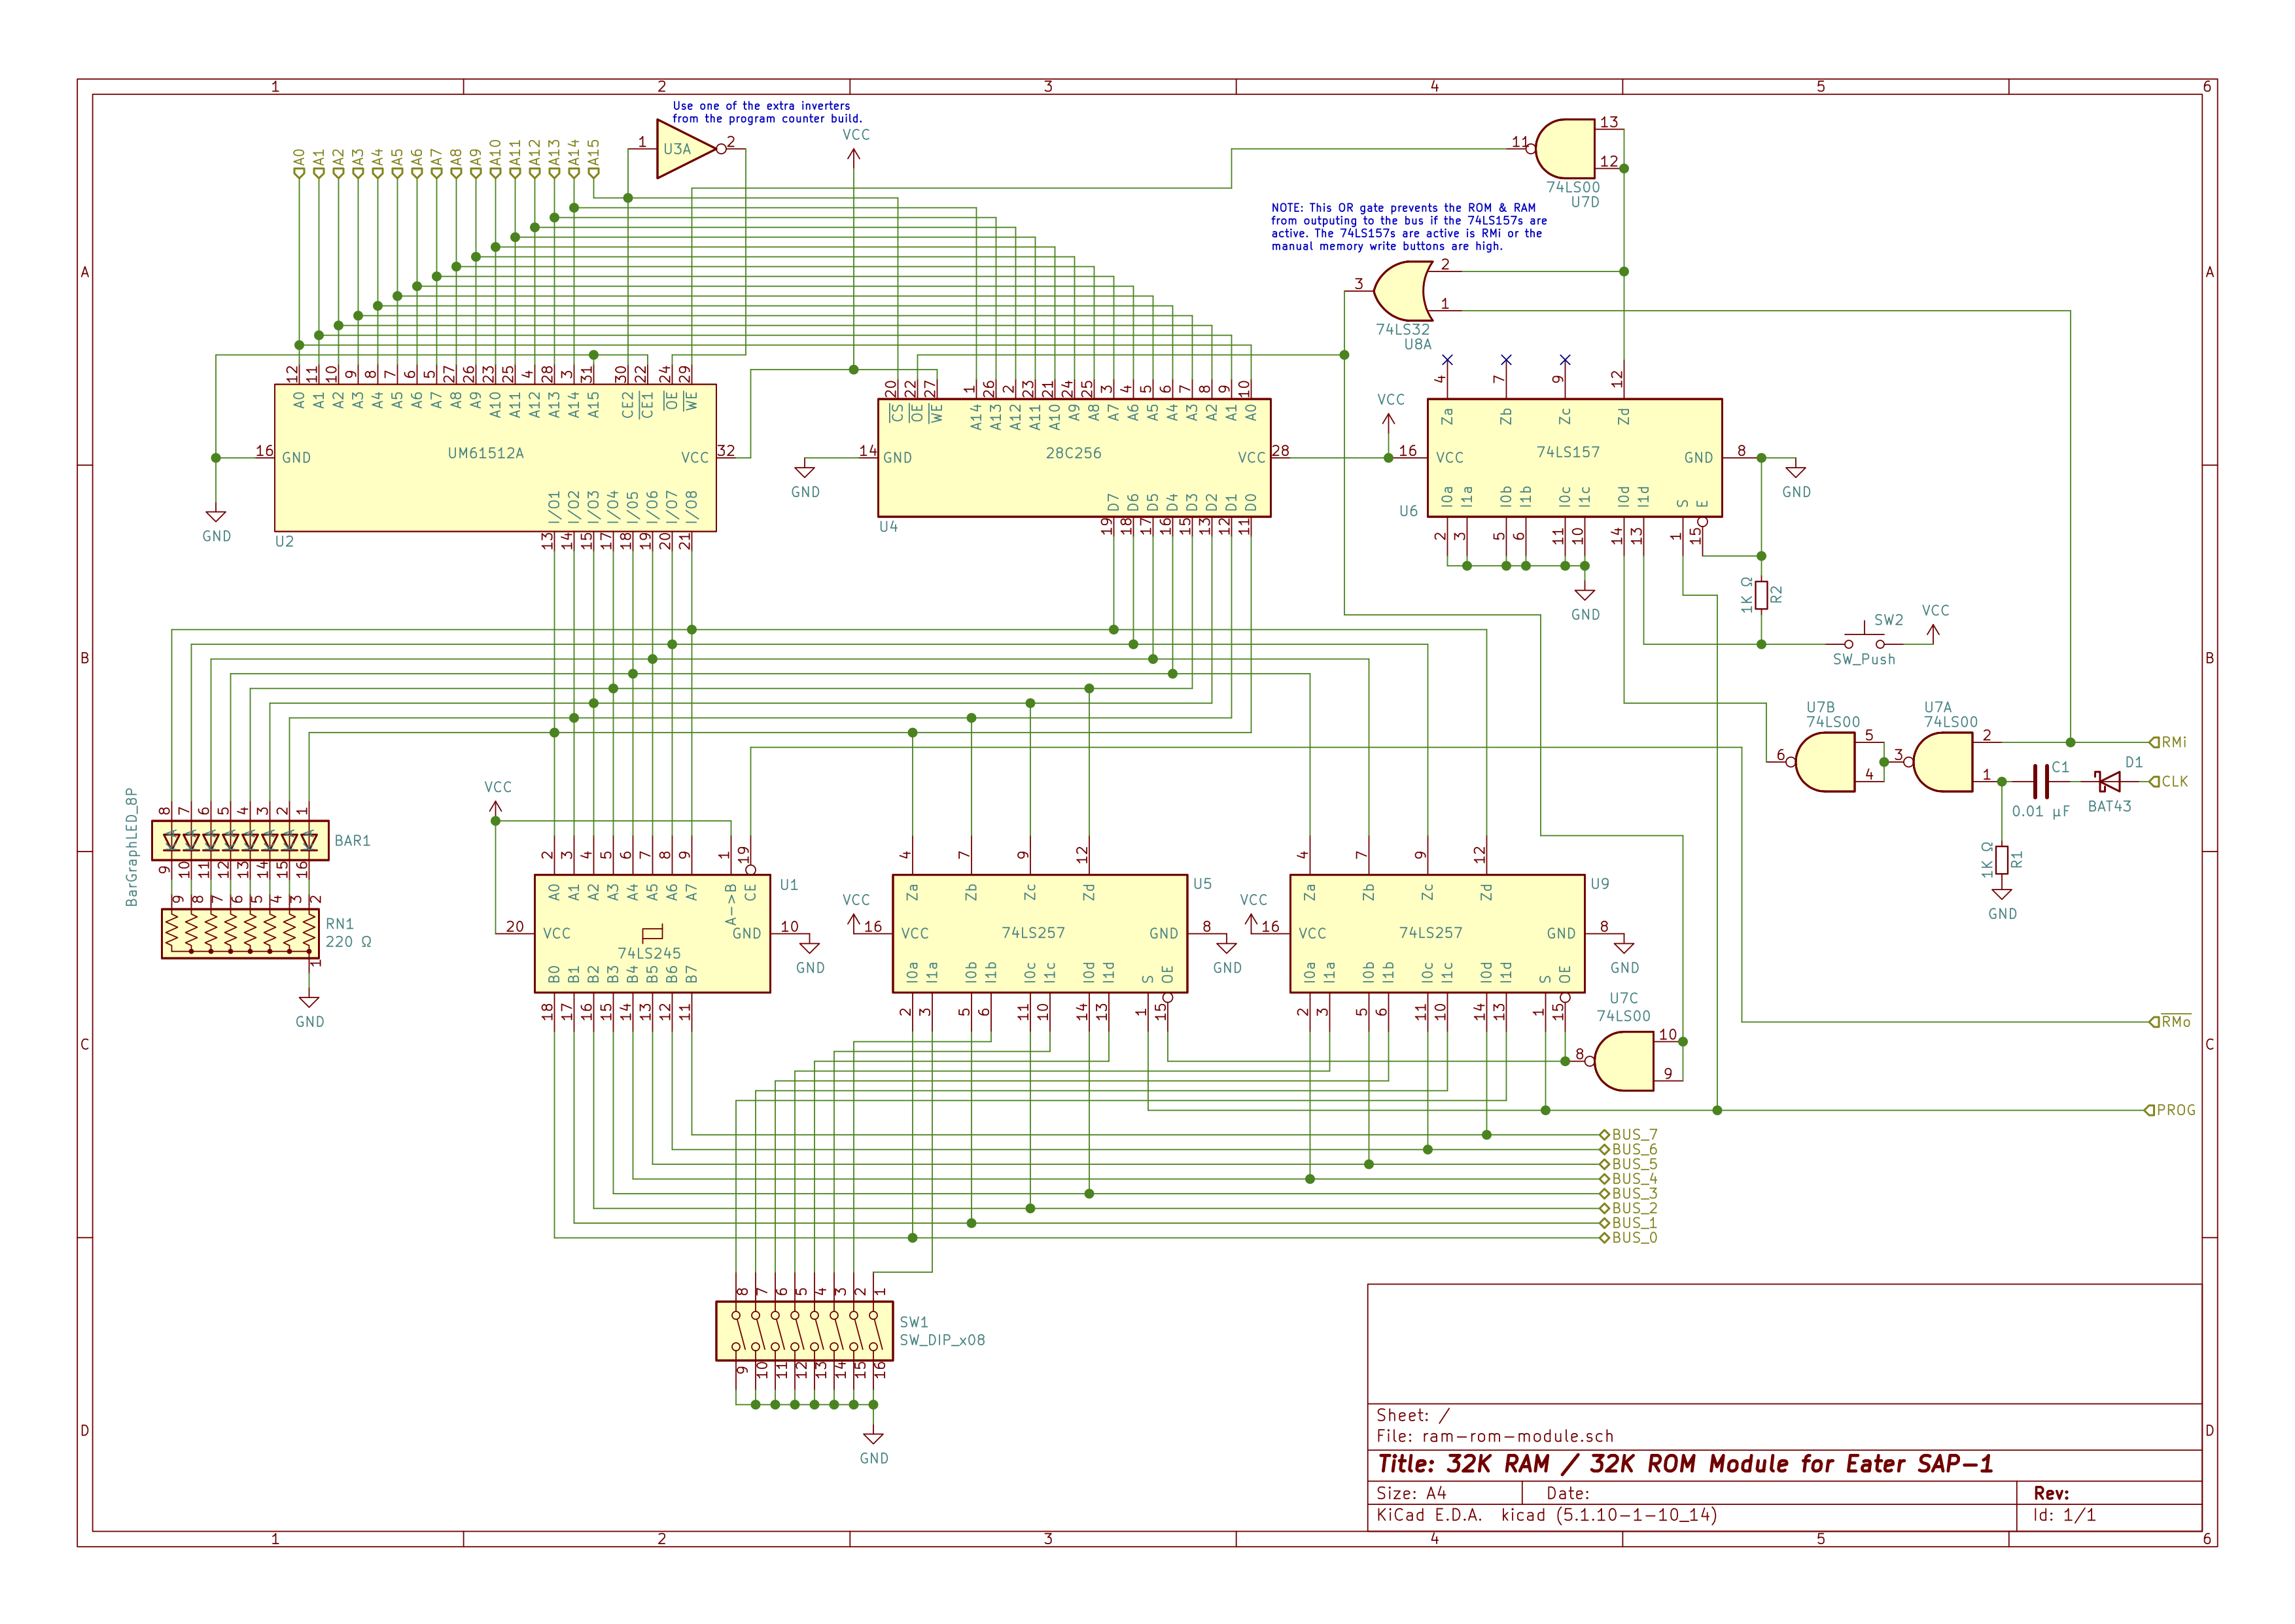 1 2 3 4 5 6
Use one of the extra inverters
from the program counter build.
VCC
1 U3A 2
A0 A1 A2 A3 A4 A5 A6 A7 A8 A9 A10 A11 A12 A13 A14 A15
11 13
12
74LS00
U7D
NOTE: This OR gate prevents the ROM & RAM
from outputing to the bus if the 74LS157s are
active. The 74LS157s are active is RMi or the
manual memory write buttons are high.
A A
3 2
1
74LS32
U8A
12 11 10 9 8 7 6 5 27 26 23 25 4 28 3 31 30 22 24 29
A0 A1 A2 A3 A4 A5 A6 A7 A8 A9 A10 A11 A12 A13 A14 A15 CE2 CE1 OE WE
20 22 27 1 26 2 23 21 24 25 3 4 5 6 7 8 9 10
CS OE WE A14 A13 A12 A11 A10 A9 A8 A7 A6 A5 A4 A3 A2 A1 A0
4 7 9 12
Za Zb Zc Zd
VCC
16 GND UM61512A VCC 32
14 GND 28C256 VCC 28
16 VCC 74LS157 GND 8
GND
GND
GND
I/O1 I/O2 I/O3 I/O4 I/O5 I/O6 I/O7 I/O8
13 14 15 17 18 19 20 21
U2
D7 D6 D5 D4 D3 D2 D1 D0
19 18 17 16 15 13 12 11
U4
I0a I1a I0b I1b I0c I1c I0d I1d S E
2 3 5 6 11 10 14 13 1 15
U6
GND
1K Ω R2
VCC
SW2
SW_Push
B B
U7B
74LS00
U7A
74LS00
6 5 4
3 2 1
RMi
CLK
C1
0.01 µF
D1
BAT43
1K Ω R1
GND
VCC
BarGraphLED_8P
8 7 6 5 4 3 2 1
A A A A A A A A
BAR1
9 10 11 12 13 14 15 16
9 8 7 6 5 4 3 2
RN1
220 Ω
1
GND
2 3 4 5 6 7 8 9 1 19
A0 A1 A2 A3 A4 A5 A6 A7 A->B CE
U1
20 VCC 74LS245 GND 10
GND
B0 B1 B2 B3 B4 B5 B6 B7
18 17 16 15 14 13 12 11
4 7 9 12
Za Zb Zc Zd
U5
VCC
16 VCC 74LS257 GND 8
GND
I0a I1a I0b I1b I0c I1c I0d I1d S OE
2 3 5 6 11 10 14 13 1 15
4 7 9 12
Za Zb Zc Zd
U9
VCC
16 VCC 74LS257 GND 8
GND
I0a I1a I0b I1b I0c I1c I0d I1d S OE
2 3 5 6 11 10 14 13 1 15
U7C
74LS00
8 10
9
C C
RMo
PROG
BUS_7
BUS_6
BUS_5
BUS_4
BUS_3
BUS_2
BUS_1
BUS_0
8 7 6 5 4 3 2 1
SW1
SW_DIP_x08
9 10 11 12 13 14 15 16
GND
D D
Sheet: /
File: ram-rom-module.sch
Title: 32K RAM / 32K ROM Module for Eater SAP-1
Size: A4 Date: Rev:
KiCad E.D.A. kicad (5.1.10-1-10_14) Id: 1/1
1 2 3 4 5 6